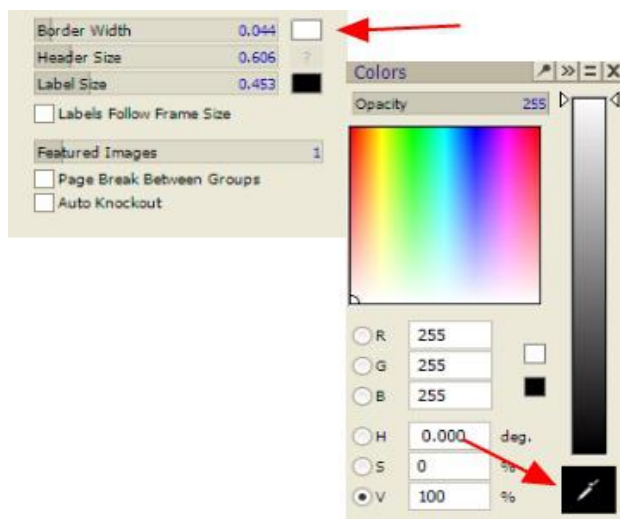 Border Width 0.044
Header Size 0.606 ?
Label Size 0.453
Labels Follow Frame Size
Featured Images 1
Page Break Between Groups
Auto Knockout
Colors
Opacity 255
R 255
G 255
B 255
H 0.000 deg.
S 0 %
V 100 %